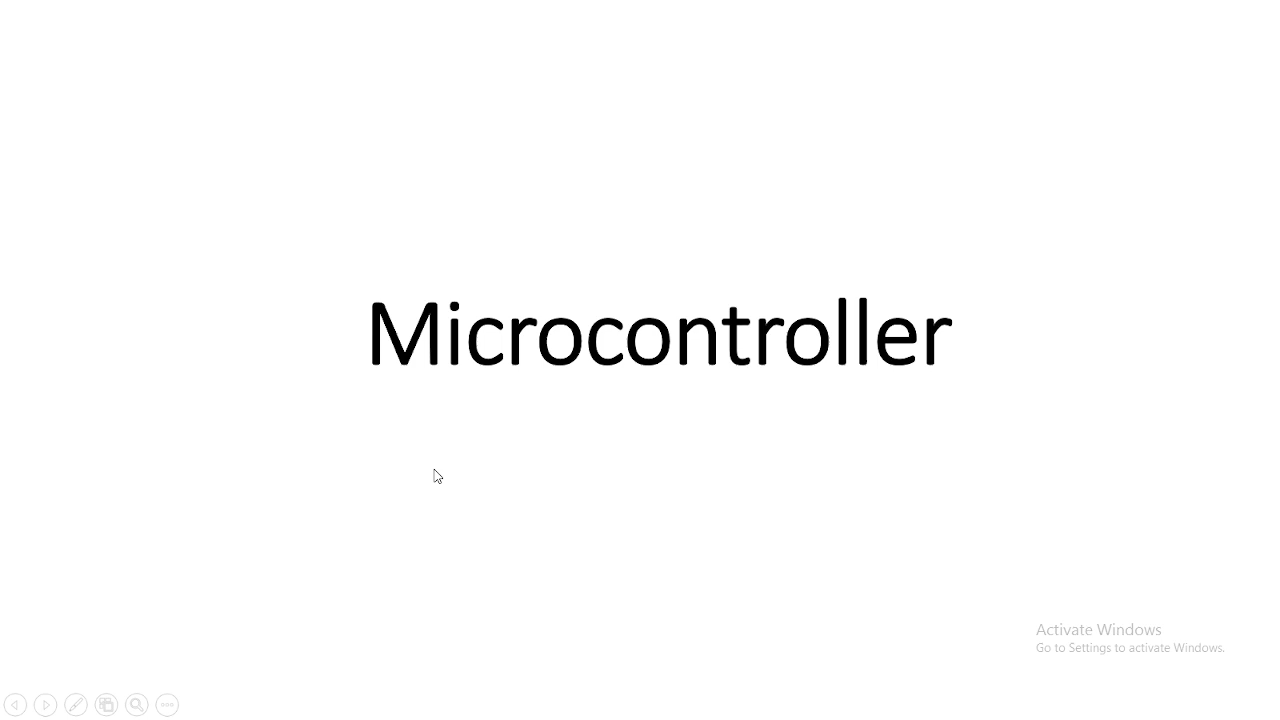 Microcontroller
Activate Windows
Go to Settings to activate Windows.